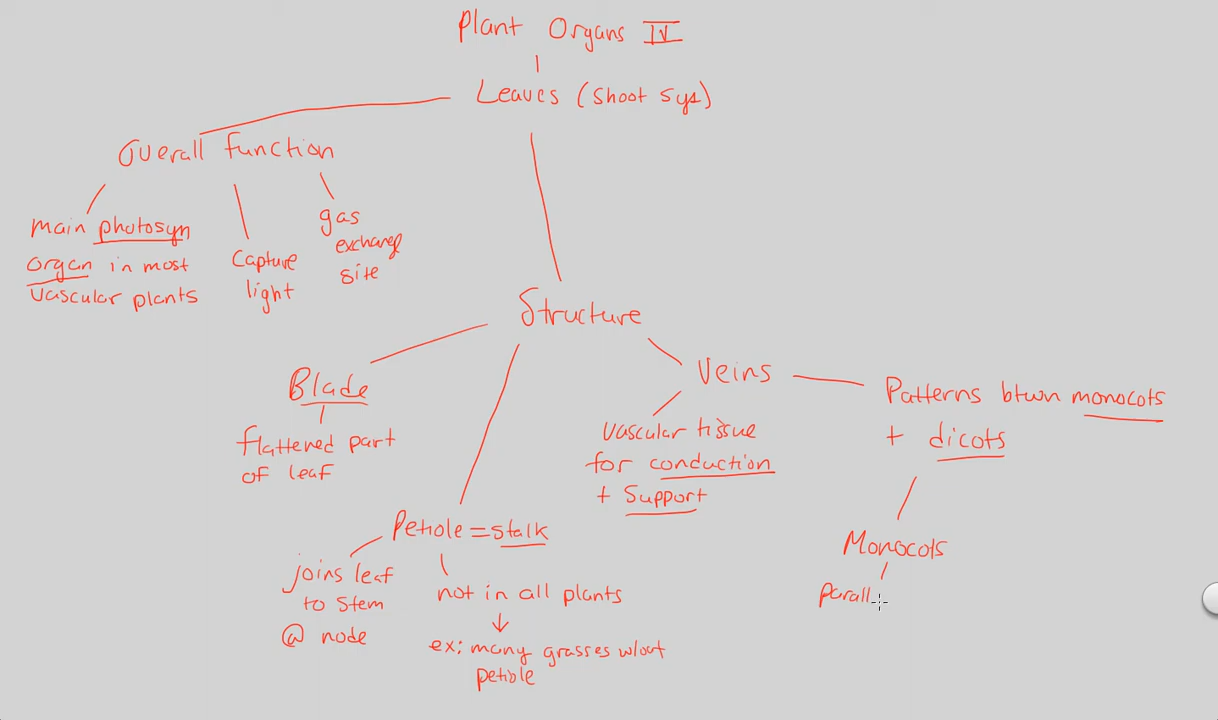 Plant Organs IV
Leaves (Shoot Sys)
Overall function
main photosyn
organ in most
vascular plants
Capture
light
gas
exchange
site
Structure
Blade
flattened part
of leaf
Petiole = stalk
joins leaf
to stem
@ node
not in all plants
ex: many grasses w/out
petiole
Veins
vascular tissue
for conduction
+ Support
Patterns btwn monocots
+ dicots
Monocots
parall